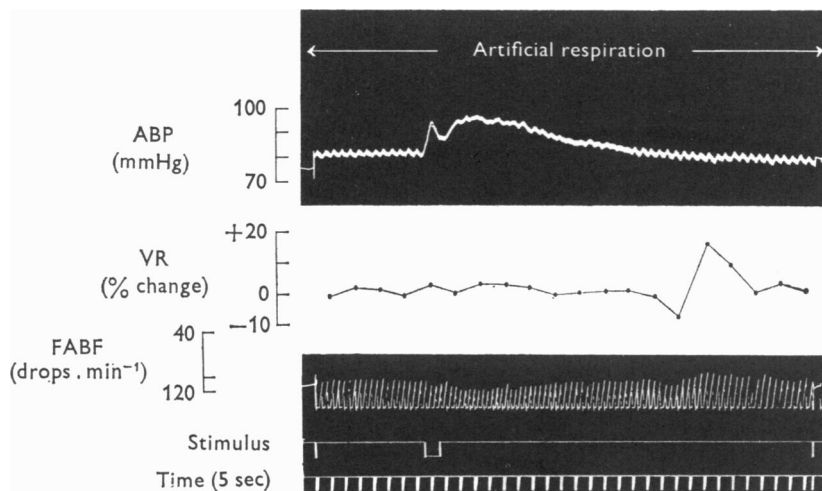 Artificial respiration
100
ABP
(mmHg)
70
+20
VR
(% change)
0
−10
40
FABF
(drops . min⁻¹)
120
Stimulus
Time (5 sec)